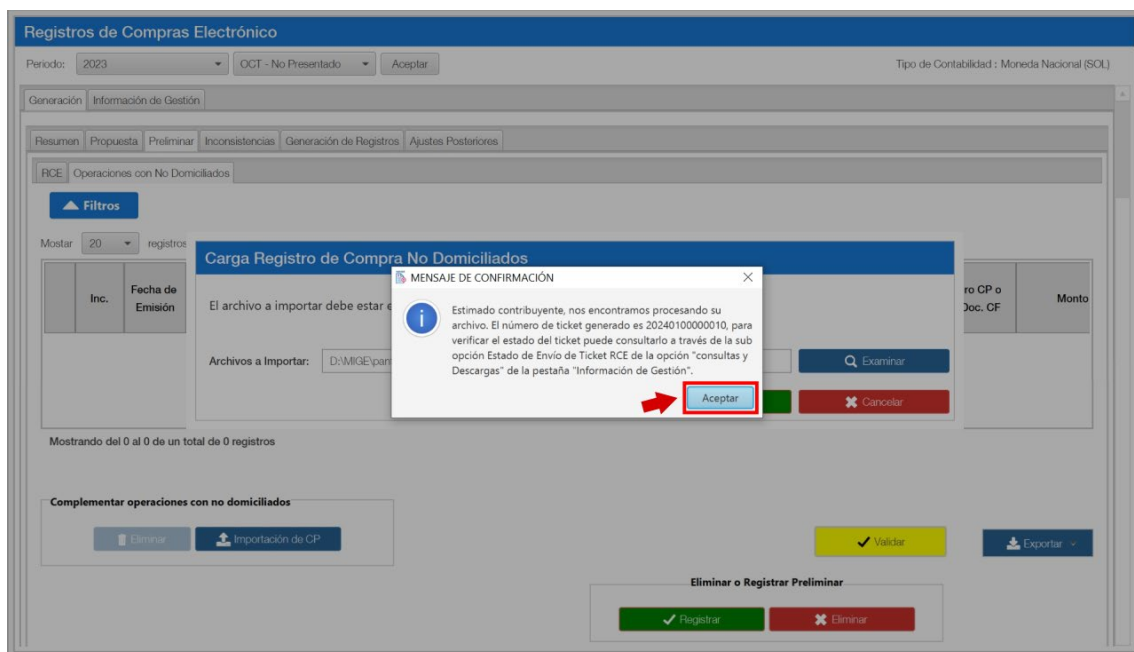 Registros de Compras Electrónico
Periodo: 2023 OCT - No Presentado Aceptar Tipo de Contabilidad : Moneda Nacional (SOL)
Generación Información de Gestión
Resumen Propuesta Preliminar Inconsistencias Generación de Registros Ajustes Posteriores
RCE Operaciones con No Domiciliados
Filtros
Mostar 20 registros
Carga Registro de Compra No Domiciliados
MENSAJE DE CONFIRMACIÓN
Inc.
Fecha de
Emisión
ro CP o
Doc. CF
Monto
El archivo a importar debe estar
Estimado contribuyente, nos encontramos procesando su
archivo. El número de ticket generado es 20240100000010, para
verificar el estado del ticket puede consultarlo a través de la sub
opción Estado de Envío de Ticket RCE de la opción "consultas y
Descargas" de la pestaña "Información de Gestión".
Aceptar
Archivos a Importar: D:\MIGE\pan Examinar
Cancelar
Mostrando del 0 al 0 de un total de 0 registros
Complementar operaciones con no domiciliados
Eliminar Importación de CP
Validar Exportar
Eliminar o Registrar Preliminar
Registrar Eliminar